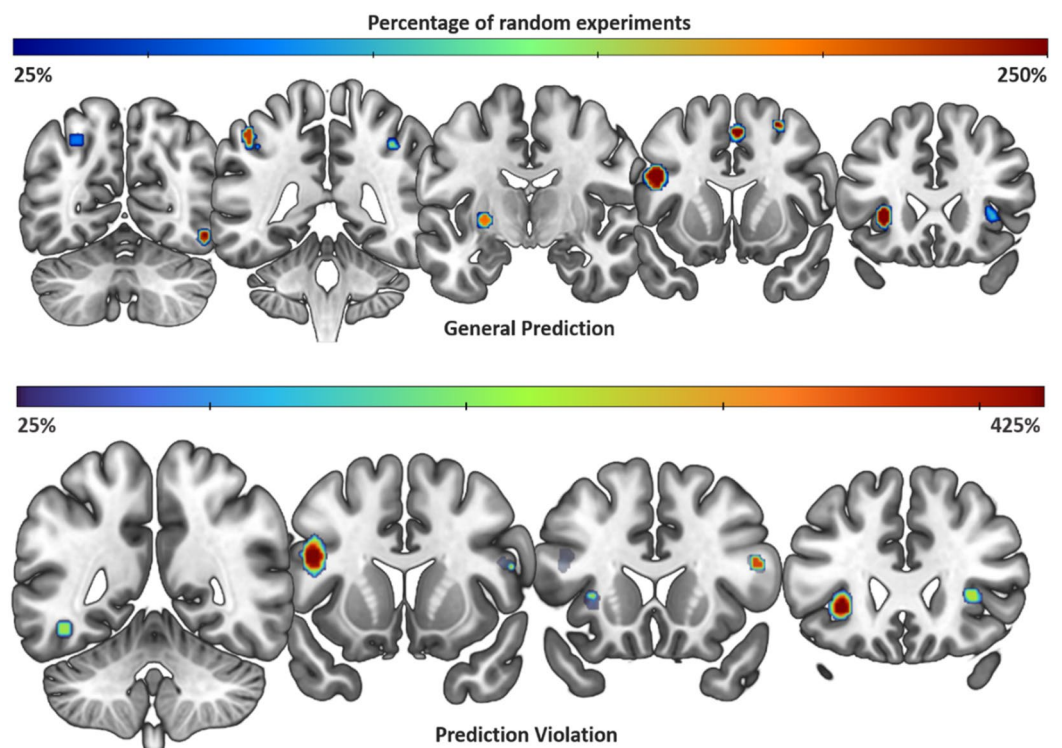 Percentage of random experiments
25%
250%
General Prediction
25%
425%
Prediction Violation